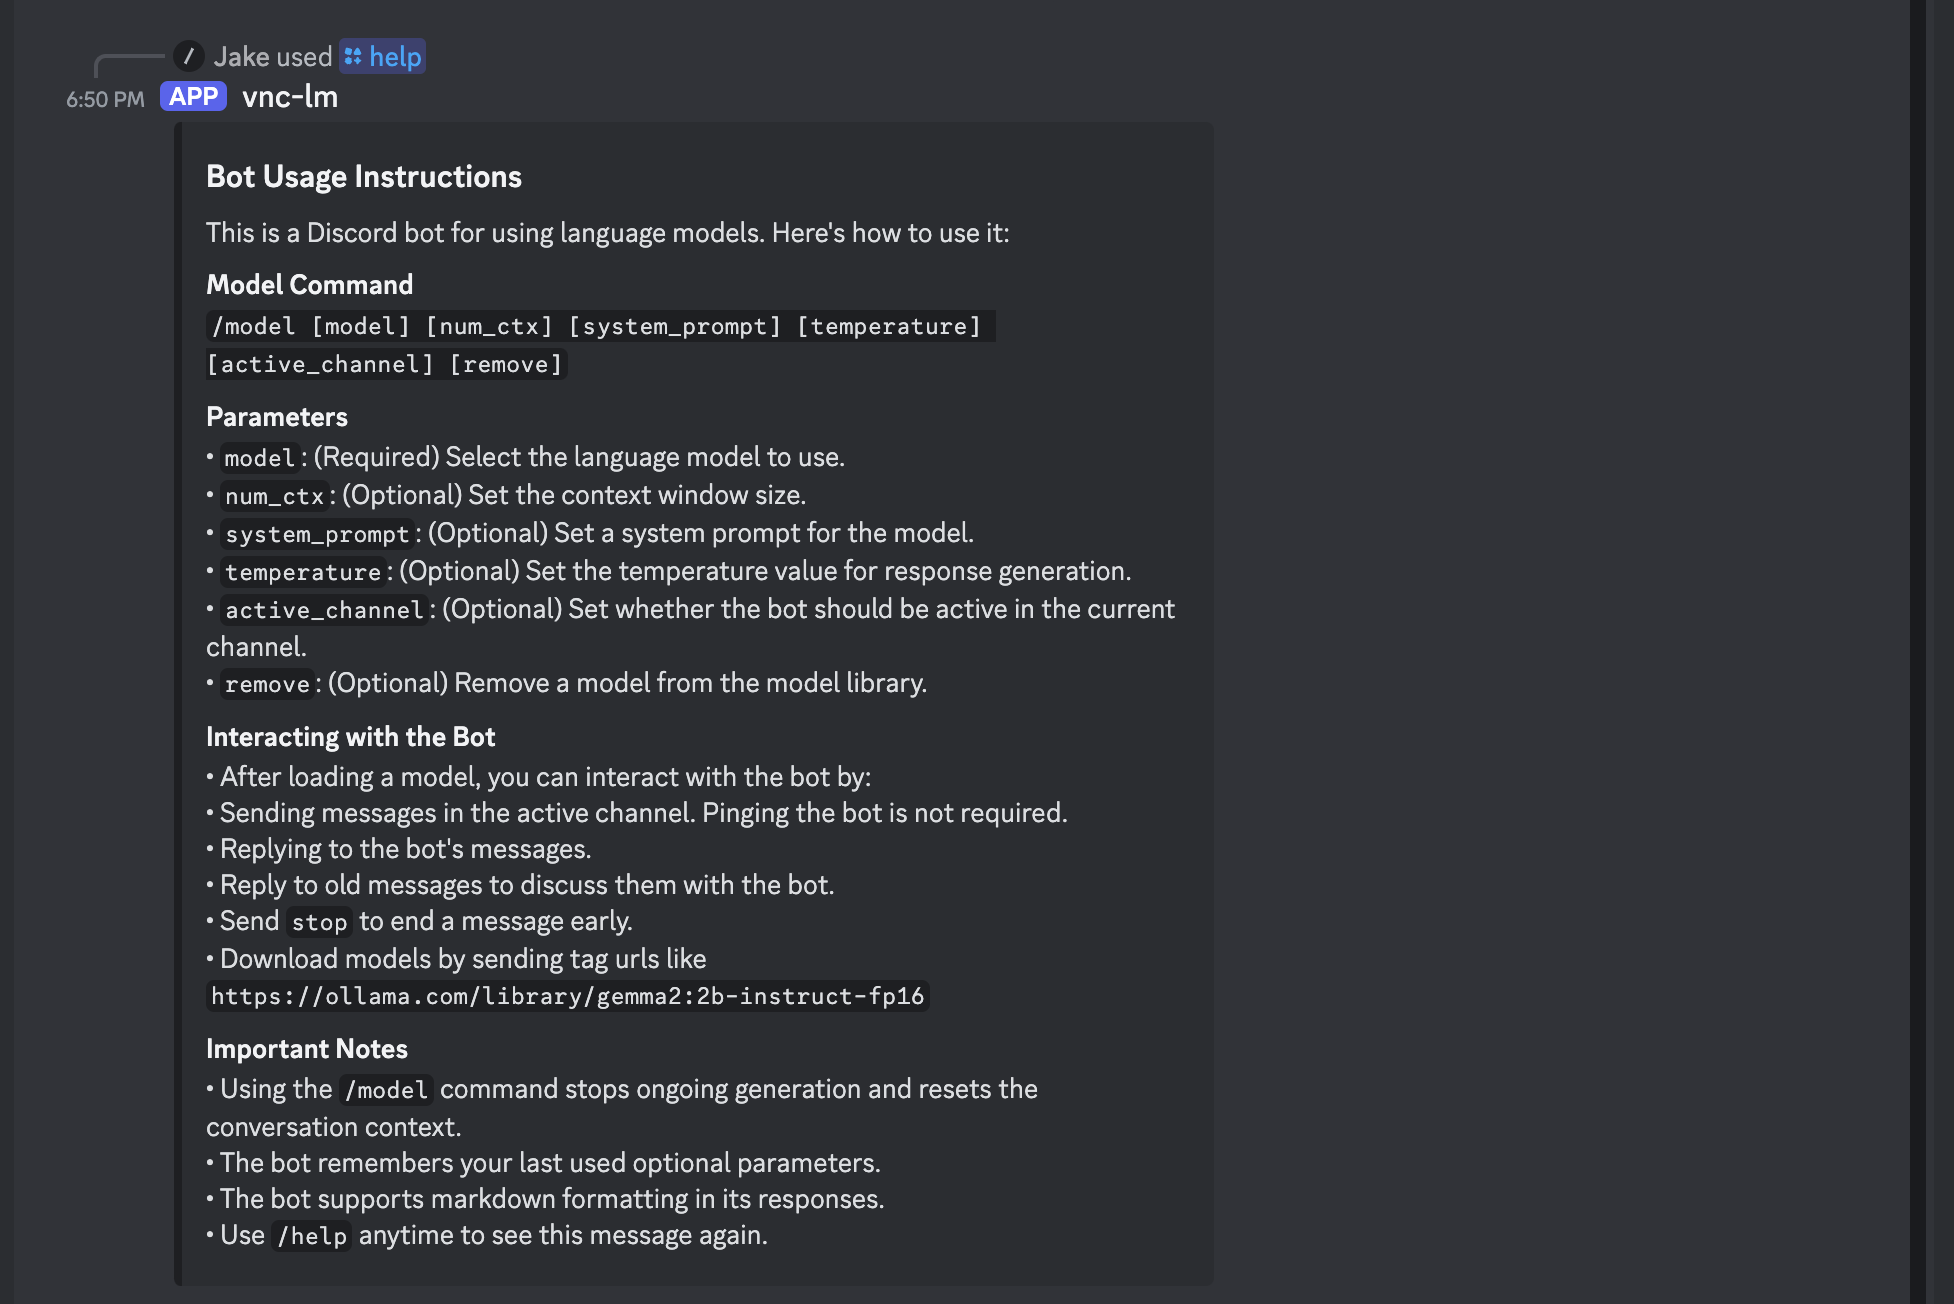 Jake used help
6:50 PM APP vnc-lm
Bot Usage Instructions
This is a Discord bot for using language models. Here's how to use it:
Model Command
/model [model] [num_ctx] [system_prompt] [temperature]
[active_channel] [remove]
Parameters
• model: (Required) Select the language model to use.
• num_ctx: (Optional) Set the context window size.
• system_prompt: (Optional) Set a system prompt for the model.
• temperature: (Optional) Set the temperature value for response generation.
• active_channel: (Optional) Set whether the bot should be active in the current
channel.
• remove: (Optional) Remove a model from the model library.
Interacting with the Bot
• After loading a model, you can interact with the bot by:
• Sending messages in the active channel. Pinging the bot is not required.
• Replying to the bot's messages.
• Reply to old messages to discuss them with the bot.
• Send stop to end a message early.
• Download models by sending tag urls like
https://ollama.com/library/gemma2:2b-instruct-fp16
Important Notes
• Using the /model command stops ongoing generation and resets the
conversation context.
• The bot remembers your last used optional parameters.
• The bot supports markdown formatting in its responses.
• Use /help anytime to see this message again.